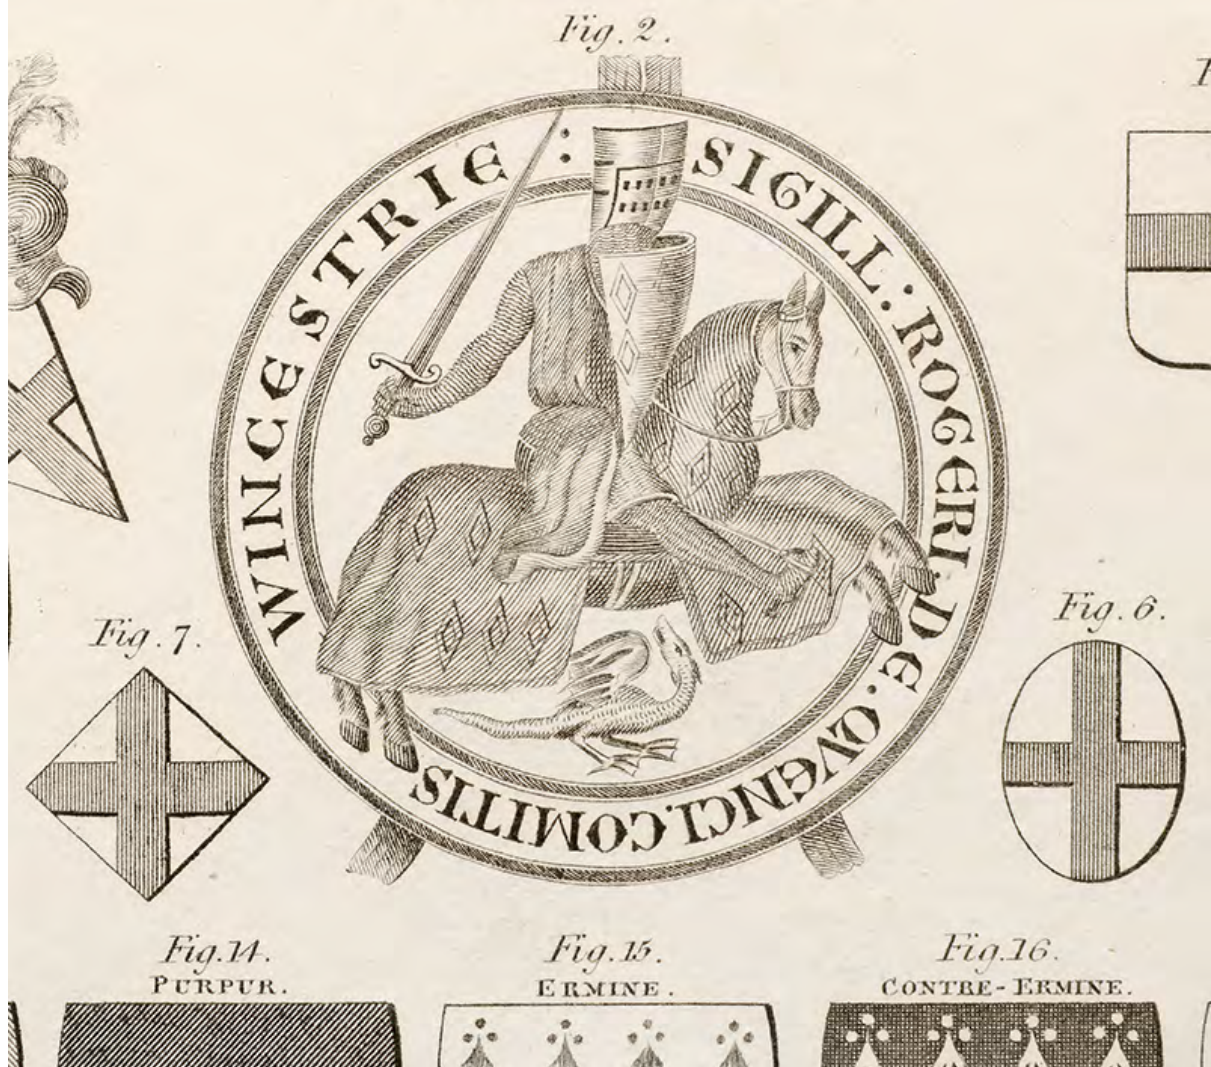 Fig. 2.
SIGILL: ROGERI. DE. QVENCI. COMITIS WINCESTRIE :
Fig. 7.
Fig. 6.
Fig. 14.
PURPUR.
Fig. 15.
ERMINE.
Fig. 16.
CONTRE-ERMINE.